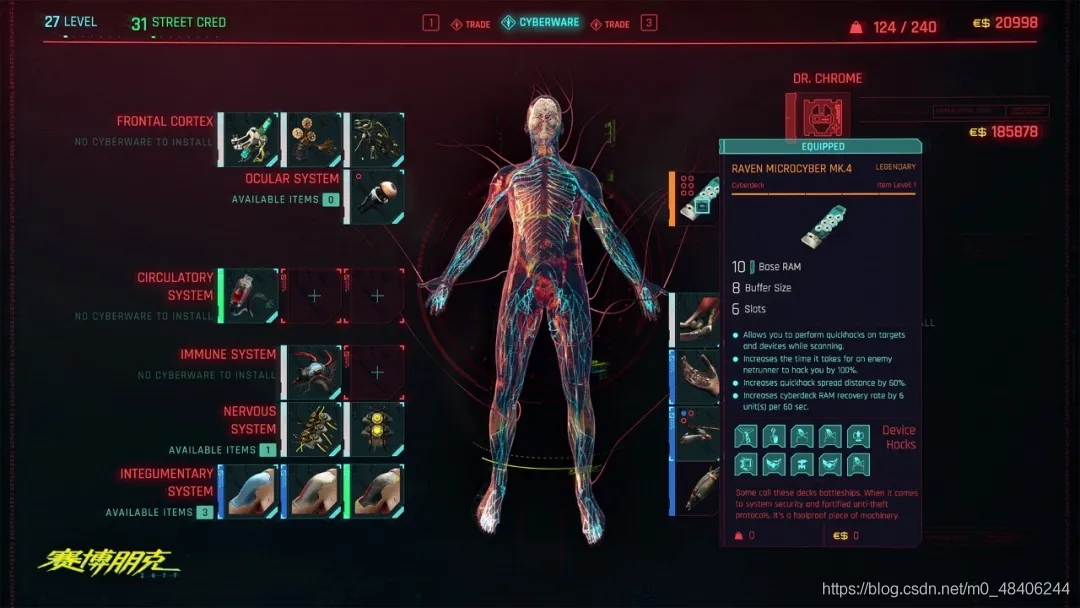 27 LEVEL
31 STREET CRED
1 TRADE CYBERWARE TRADE 3
124 / 240
€$ 20998
DR. CHROME
€$ 185878
FRONTAL CORTEX
NO CYBERWARE TO INSTALL
OCULAR SYSTEM
AVAILABLE ITEMS 0
CIRCULATORY
SYSTEM
NO CYBERWARE TO INSTALL
IMMUNE SYSTEM
NO CYBERWARE TO INSTALL
NERVOUS
SYSTEM
AVAILABLE ITEMS 1
INTEGUMENTARY
SYSTEM
AVAILABLE ITEMS 3
EQUIPPED
RAVEN MICROCYBER MK.4 LEGENDARY
Cyberdeck Item Level 1
10 Base RAM
8 Buffer Size
6 Slots
Allows you to perform quickhacks on targets
and devices while scanning.
Increases the time it takes for an enemy
netrunner to hack you by 100%.
Increases quickhack spread distance by 60%.
Increases cyberdeck RAM recovery rate by 6
unit(s) per 60 sec.
Device
Hacks
Some call these decks battleships. When it comes
to system security and fortified anti-theft
protocols, it's a foolproof piece of machinery.
0 €$ 0
ALL
赛博朋克
2077
https://blog.csdn.net/m0_48406244